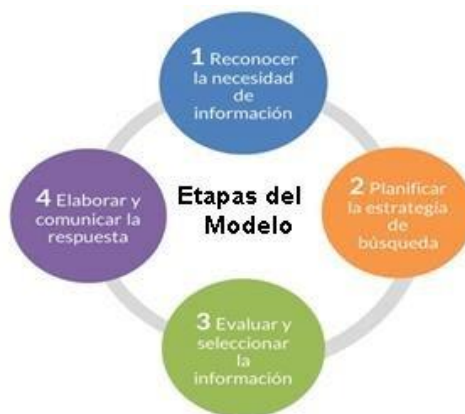 1 Reconocer
la necesidad
de
información
Etapas del
Modelo
2 Planificar
la estrategia
de
búsqueda
3 Evaluar y
seleccionar
la
información
4 Elaborar y
comunicar la
respuesta